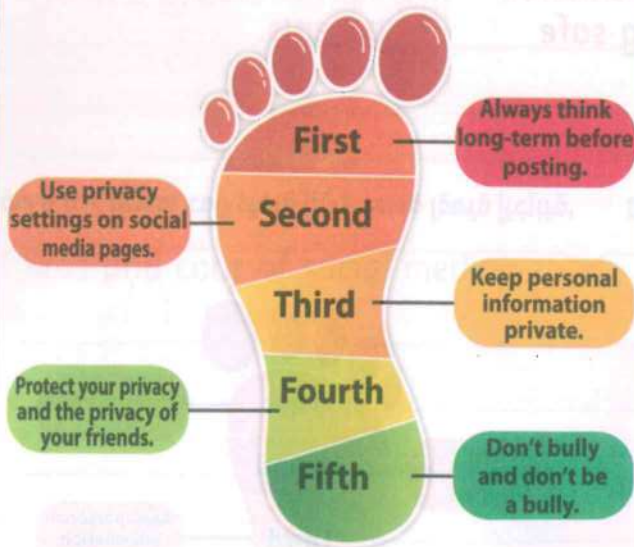 First
Always think
long-term before
posting.
Use privacy
settings on social
media pages.
Second
Third
Keep personal
information
private.
Protect your privacy
and the privacy of
your friends.
Fourth
Fifth
Don't bully
and don't be
a bully.